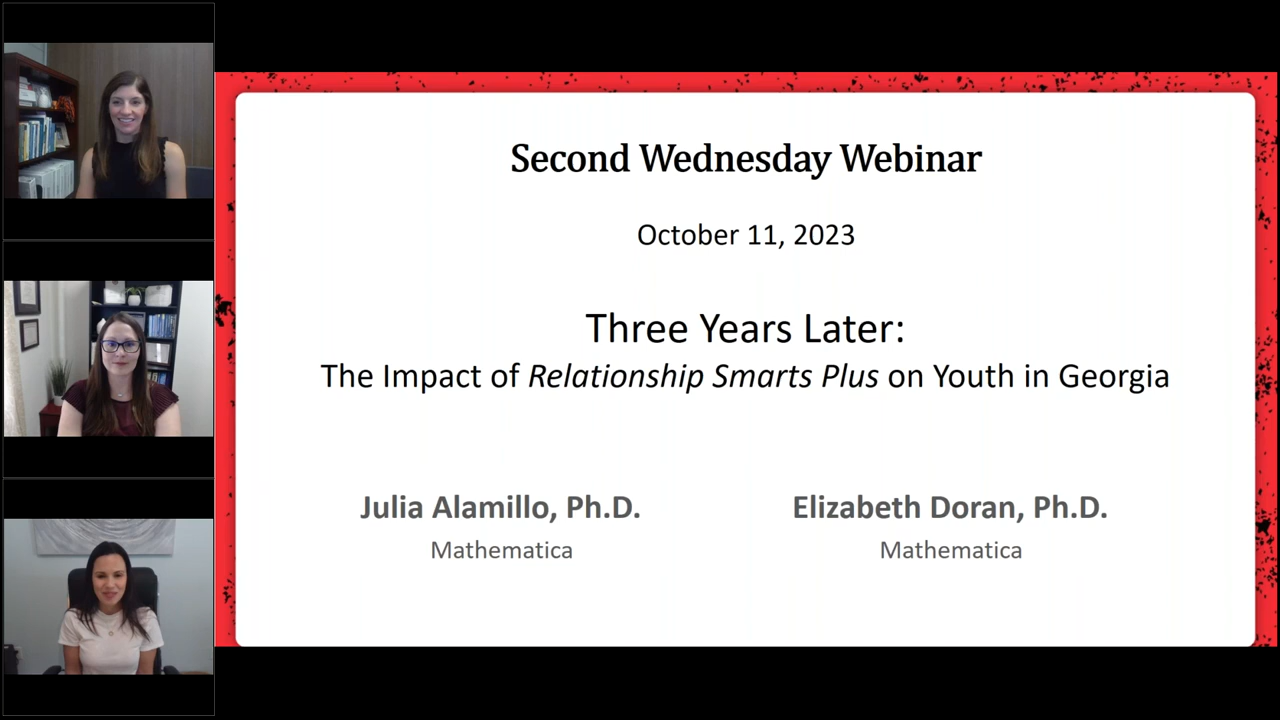 Second Wednesday Webinar
October 11, 2023
Three Years Later:
The Impact of Relationship Smarts Plus on Youth in Georgia
Julia Alamillo, Ph.D.
Mathematica
Elizabeth Doran, Ph.D.
Mathematica